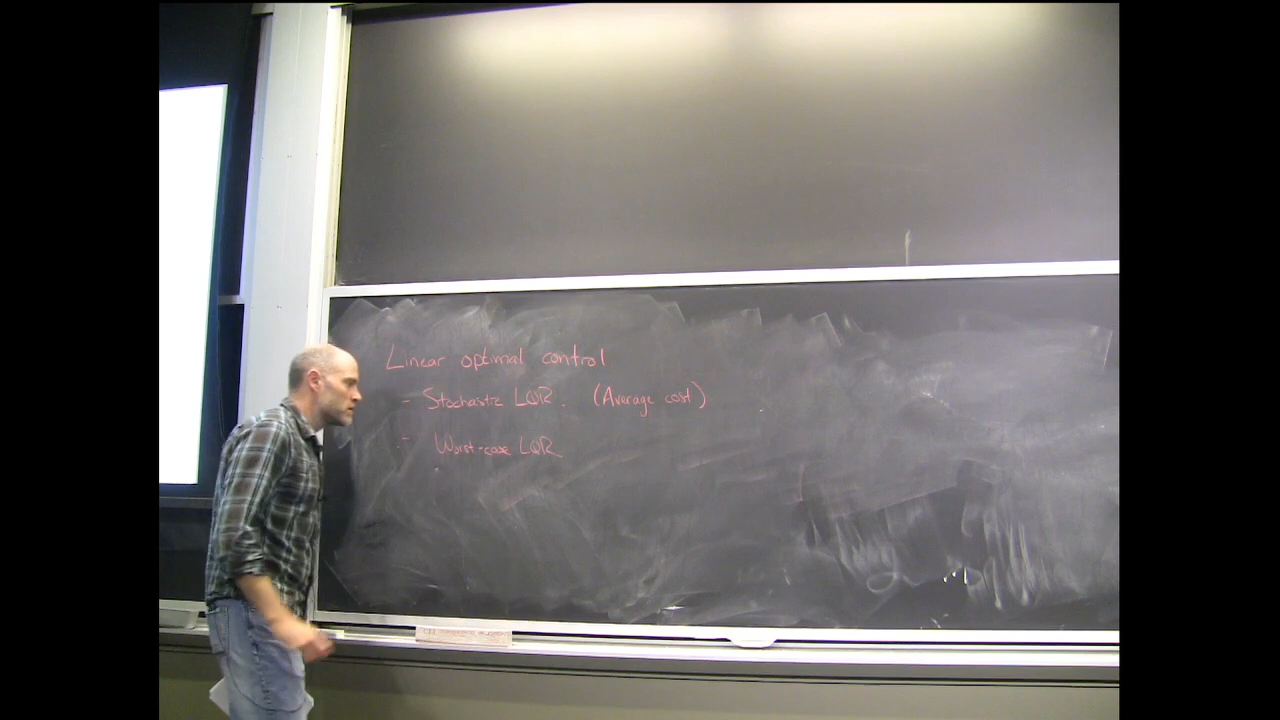 Linear optimal control
- Stochastic LQR. (Average cost)
- Worst-case LQR